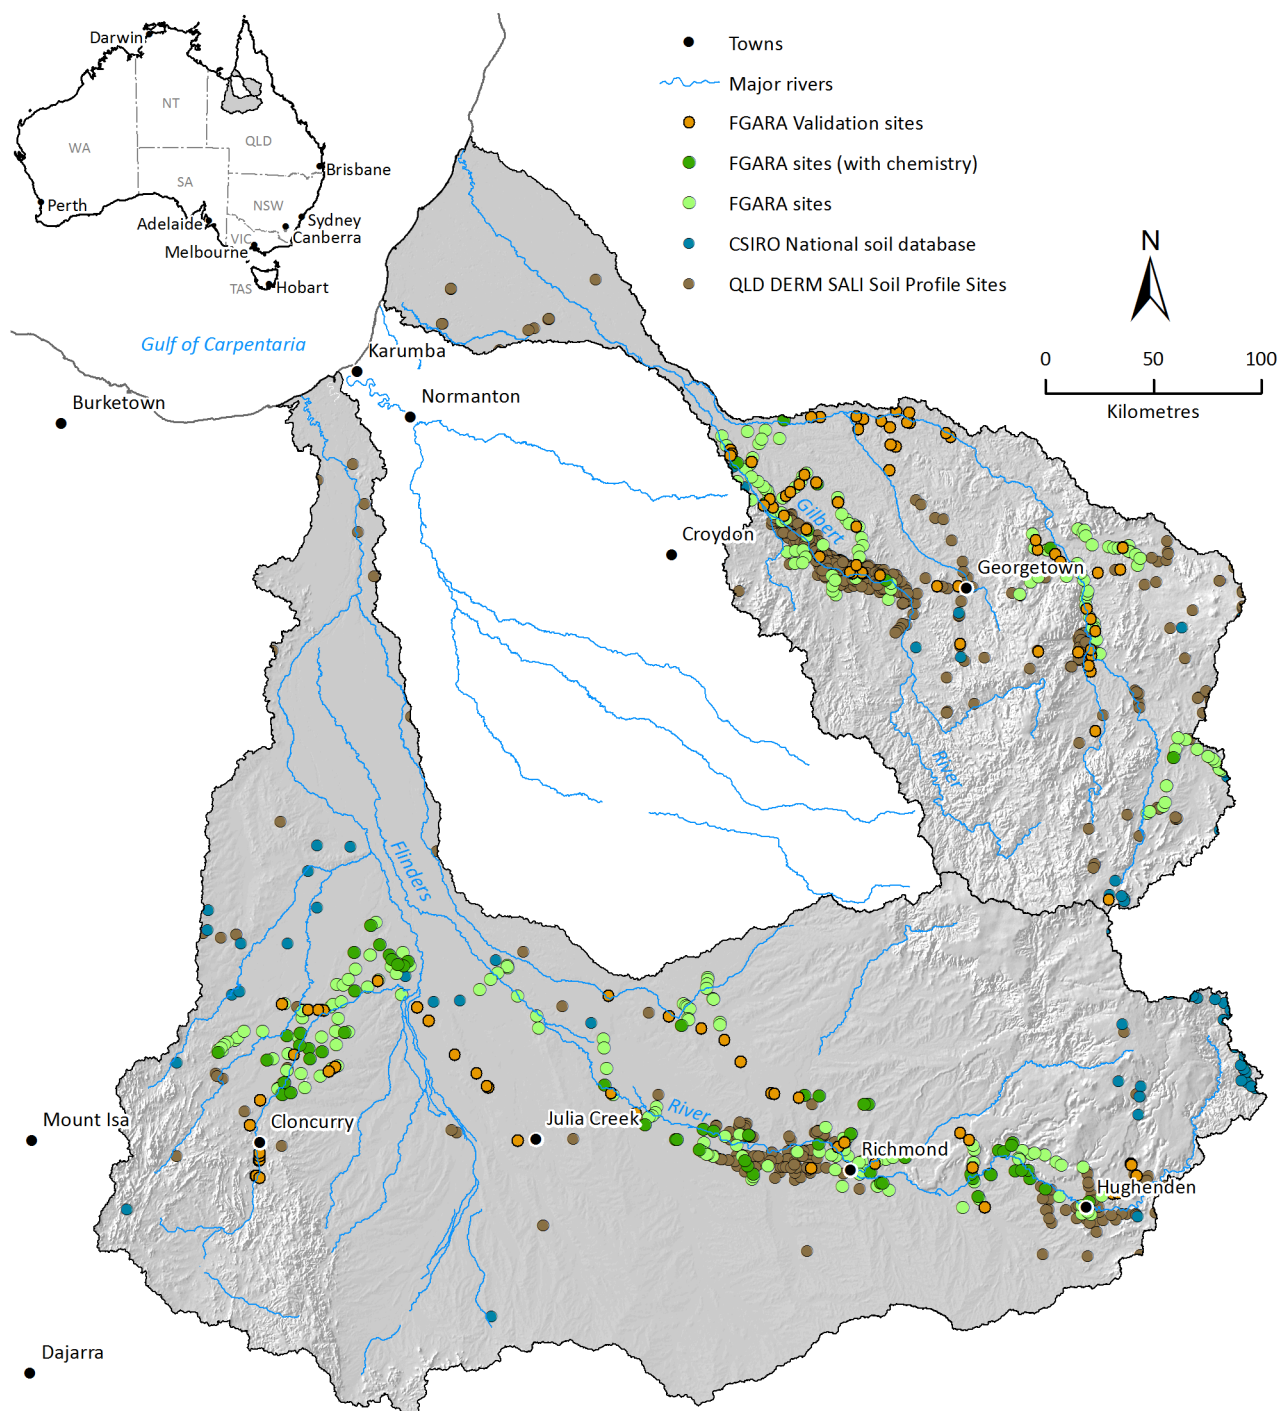 Darwin
NT
WA
QLD
SA
Brisbane
Perth
NSW
Adelaide
Sydney
VIC
Canberra
Melbourne
TAS
Hobart
Towns
Major rivers
FGARA Validation sites
FGARA sites (with chemistry)
FGARA sites
CSIRO National soil database
QLD DERM SALI Soil Profile Sites
N
0 50 100
Kilometres
Gulf of Carpentaria
Karumba
Burketown
Normanton
Croydon
Gilbert
Georgetown
River
Flinders
River
Mount Isa
Cloncurry
Julia Creek
Richmond
Hughenden
Dajarra